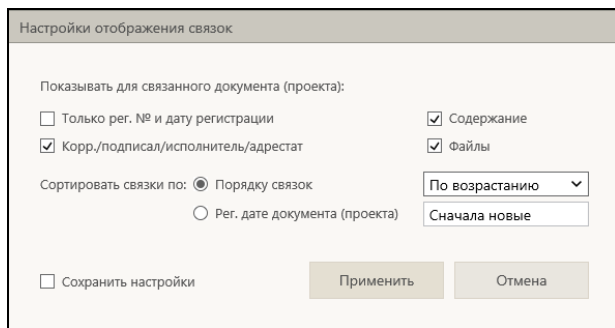 Настройки отображения связок
Показывать для связанного документа (проекта):
Только рег. № и дату регистрации Содержание
Корр./подписал/исполнитель/адрестат Файлы
Сортировать связки по: Порядку связок По возрастанию
Рег. дате документа (проекта) Сначала новые
Сохранить настройки Применить Отмена